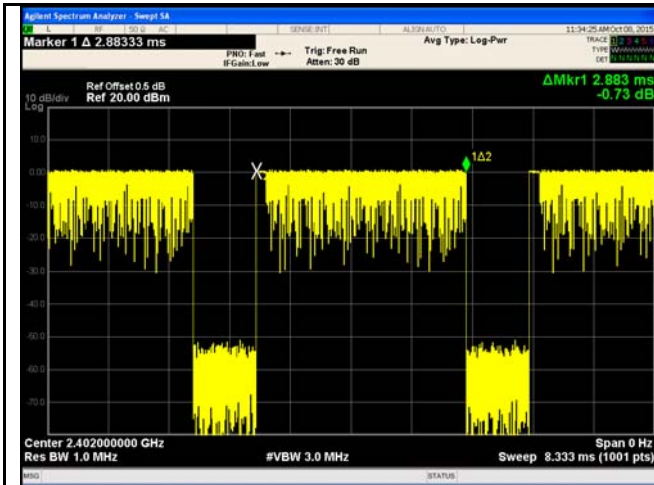 Agilent Spectrum Analyzer - Swept SA
L RF 50 Ω AC SENSE:INT ALIGN AUTO 11:34:25 AM Oct 08, 2015
Marker 1 Δ 2.88333 ms
PNO: Fast
IFGain:Low
Trig: Free Run
Atten: 30 dB
Avg Type: Log-Pwr
TRACE 1 2 3 4 5
TYPE
DET N N N N N
ΔMkr1 2.883 ms
-0.73 dB
Ref Offset 0.5 dB
10 dB/div Ref 20.00 dBm
Log
10.0
0.00
-10.0
-20.0
-30.0
-40.0
-50.0
-60.0
-70.0
X
1Δ2
Center 2.402000000 GHz
Span 0 Hz
Res BW 1.0 MHz #VBW 3.0 MHz Sweep 8.333 ms (1001 pts)
MSG STATUS